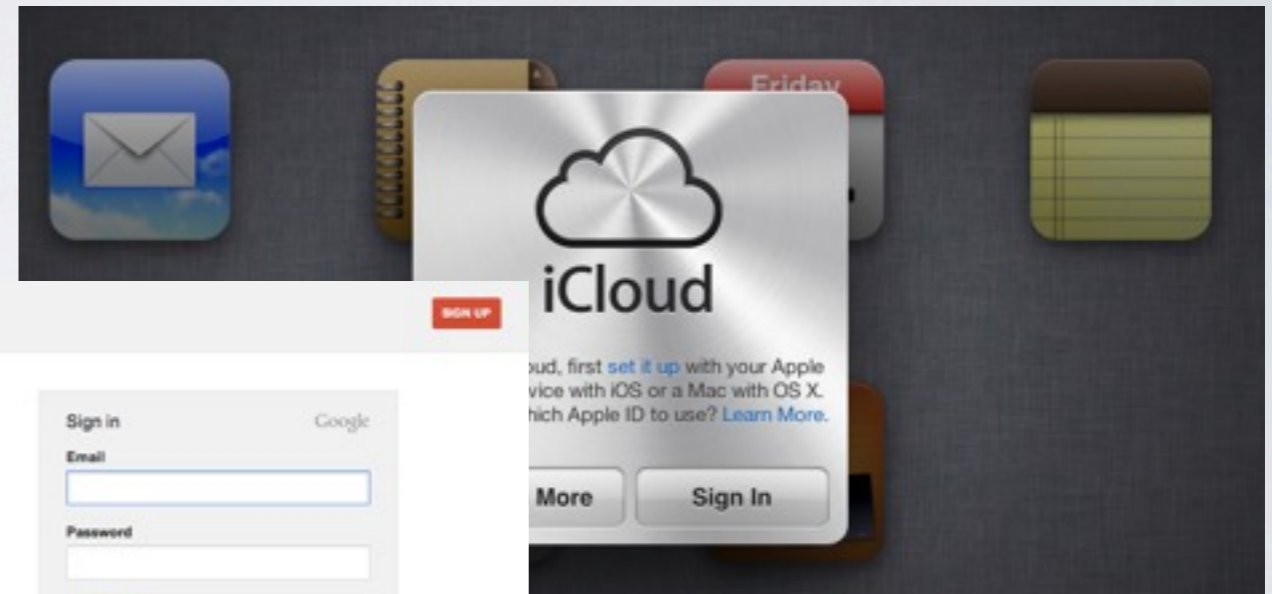 Friday
iCloud
oud, first set it up with your Apple
vice with iOS or a Mac with OS X.
hich Apple ID to use? Learn More.
More
Sign In
SIGN UP
Sign in
Google
Email
Password